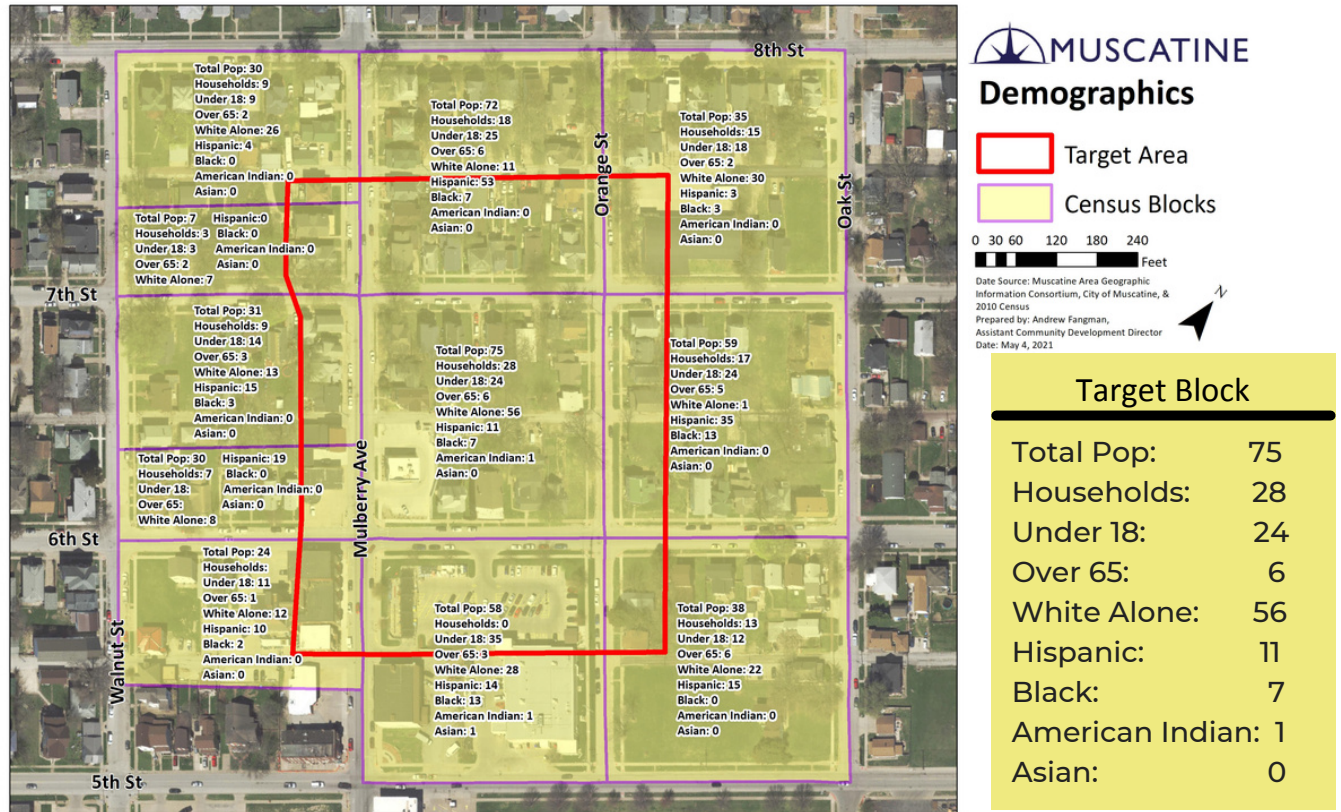 8th St
Total Pop: 30
Households: 9
Under 18: 9
Over 65: 2
White Alone: 26
Hispanic: 4
Black: 0
American Indian: 0
Asian: 0
Total Pop: 72
Households: 18
Under 18: 25
Over 65: 6
White Alone: 11
Hispanic: 53
Black: 7
American Indian: 0
Asian: 0
Orange St
Total Pop: 35
Households: 15
Under 18: 18
Over 65: 2
White Alone: 30
Hispanic: 3
Black: 3
American Indian: 0
Asian: 0
Oak St
Total Pop: 7 Hispanic:0
Households: 3 Black: 0
Under 18: 3 American Indian: 0
Over 65: 2 Asian: 0
White Alone: 7
7th St
Total Pop: 31
Households: 9
Under 18: 14
Over 65: 3
White Alone: 13
Hispanic: 15
Black: 3
American Indian: 0
Asian: 0
Total Pop: 75
Households: 28
Under 18: 24
Over 65: 6
White Alone: 56
Hispanic: 11
Black: 7
American Indian: 1
Asian: 0
Total Pop: 59
Households: 17
Under 18: 24
Over 65: 5
White Alone: 1
Hispanic: 35
Black: 13
American Indian: 0
Asian: 0
Total Pop: 30 Hispanic: 19
Households: 7 Black: 0
Under 18: American Indian: 0
Over 65: Asian: 0
White Alone: 8
Mulberry Ave
6th St
Total Pop: 24
Households:
Under 18: 11
Over 65: 1
White Alone: 12
Hispanic: 10
Black: 2
American Indian: 0
Asian: 0
Walnut St
Total Pop: 58
Households: 0
Under 18: 35
Over 65: 3
White Alone: 28
Hispanic: 14
Black: 13
American Indian: 1
Asian: 1
Total Pop: 38
Households: 13
Under 18: 12
Over 65: 6
White Alone: 22
Hispanic: 15
Black: 0
American Indian: 0
Asian: 0
5th St
MUSCATINE
Demographics
Target Area
Census Blocks
0 30 60 120 180 240
Feet
Date Source: Muscatine Area Geographic
Information Consortium, City of Muscatine, &
2010 Census
Prepared by: Andrew Fangman,
Assistant Community Development Director
Date: May 4, 2021
N
Target Block
Total Pop: 75
Households: 28
Under 18: 24
Over 65: 6
White Alone: 56
Hispanic: 11
Black: 7
American Indian: 1
Asian: 0